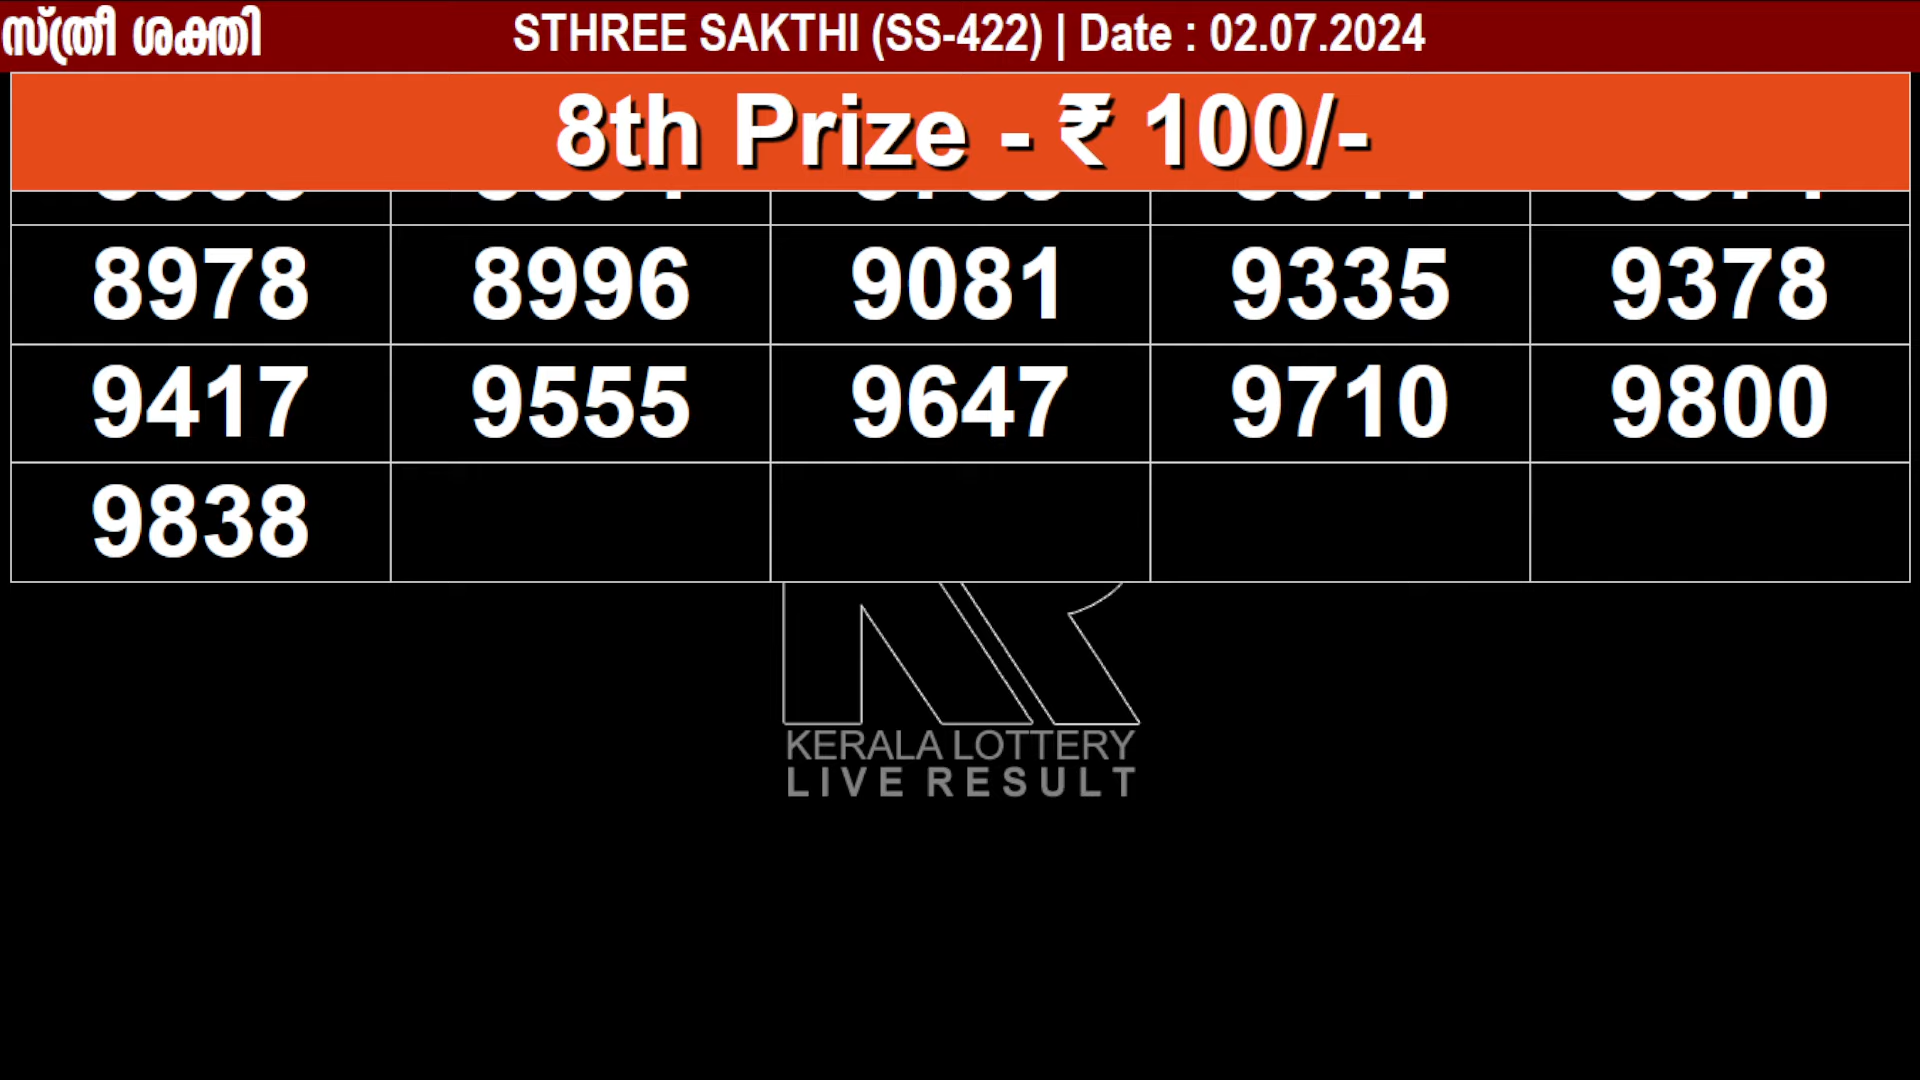 സ്ത്രീ ശക്തി STHREE SAKTHI (SS-422) | Date : 02.07.2024
8th Prize - ₹ 100/-
8978 8996 9081 9335 9378
9417 9555 9647 9710 9800
9838
KERALA LOTTERY
LIVE RESULT